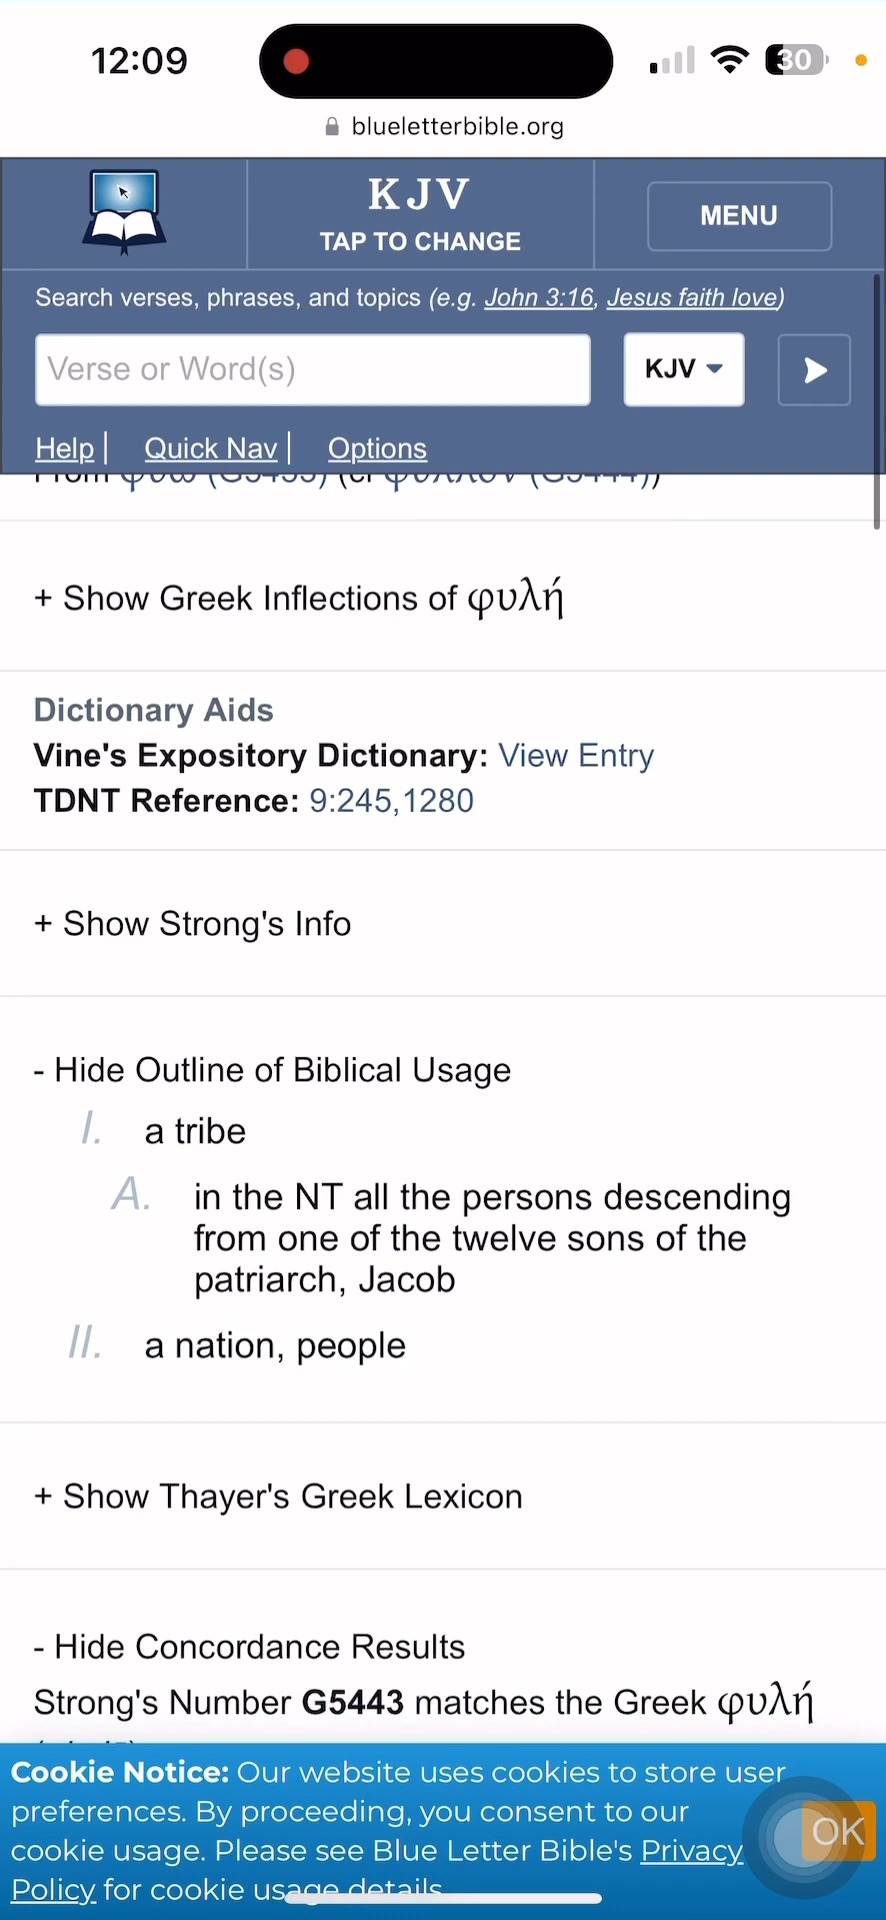 12:09
30
blueletterbible.org
KJV
TAP TO CHANGE
MENU
Search verses, phrases, and topics (e.g. John 3:16, Jesus faith love)
Verse or Word(s)
KJV
Help | Quick Nav | Options
From φύω (G5453) (cf φύλλον (G5444))
+ Show Greek Inflections of φυλή
Dictionary Aids
Vine's Expository Dictionary: View Entry
TDNT Reference: 9:245,1280
+ Show Strong's Info
- Hide Outline of Biblical Usage
I. a tribe
A. in the NT all the persons descending
from one of the twelve sons of the
patriarch, Jacob
II. a nation, people
+ Show Thayer's Greek Lexicon
- Hide Concordance Results
Strong's Number G5443 matches the Greek φυλή
Cookie Notice: Our website uses cookies to store user
preferences. By proceeding, you consent to our
cookie usage. Please see Blue Letter Bible's Privacy
Policy for cookie usage details
OK